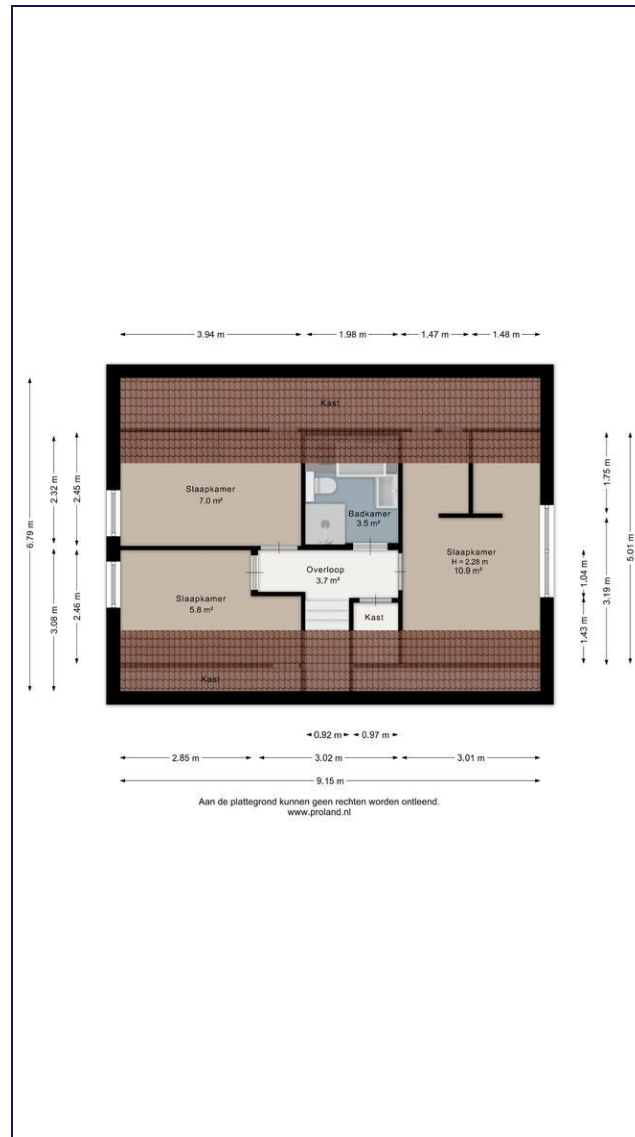 3.94 m
1.98 m
1.47 m
1.48 m
Kast
6.79 m
2.32 m
2.45 m
3.08 m
2.46 m
Slaapkamer
7.0 m²
Badkamer
3.5 m²
Slaapkamer
H = 2.28 m
10.9 m²
Overloop
3.7 m²
Slaapkamer
5.8 m²
Kast
Kast
1.75 m
5.01 m
1.04 m
3.19 m
1.43 m
0.92 m
0.97 m
2.85 m
3.02 m
3.01 m
9.15 m
Aan de plattegrond kunnen geen rechten worden ontleend.
www.proland.nl